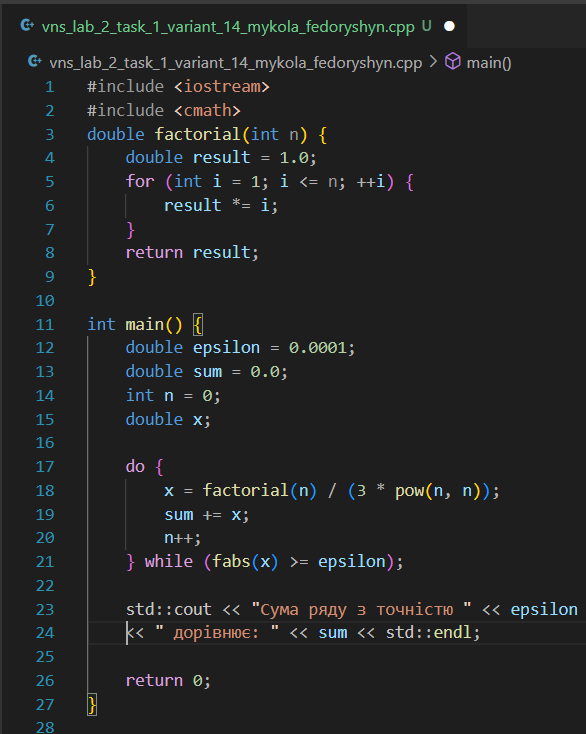 vns_lab_2_task_1_variant_14_mykola_fedoryshyn.cpp U
vns_lab_2_task_1_variant_14_mykola_fedoryshyn.cpp > main()
1 #include <iostream>
2 #include <cmath>
3 double factorial(int n) {
4 double result = 1.0;
5 for (int i = 1; i <= n; ++i) {
6 result *= i;
7 }
8 return result;
9 }
10
11 int main() {
12 double epsilon = 0.0001;
13 double sum = 0.0;
14 int n = 0;
15 double x;
16
17 do {
18 x = factorial(n) / (3 * pow(n, n));
19 sum += x;
20 n++;
21 } while (fabs(x) >= epsilon);
22
23 std::cout << "Сума ряду з точністю " << epsilon
24 << " дорівнює: " << sum << std::endl;
25
26 return 0;
27 }
28